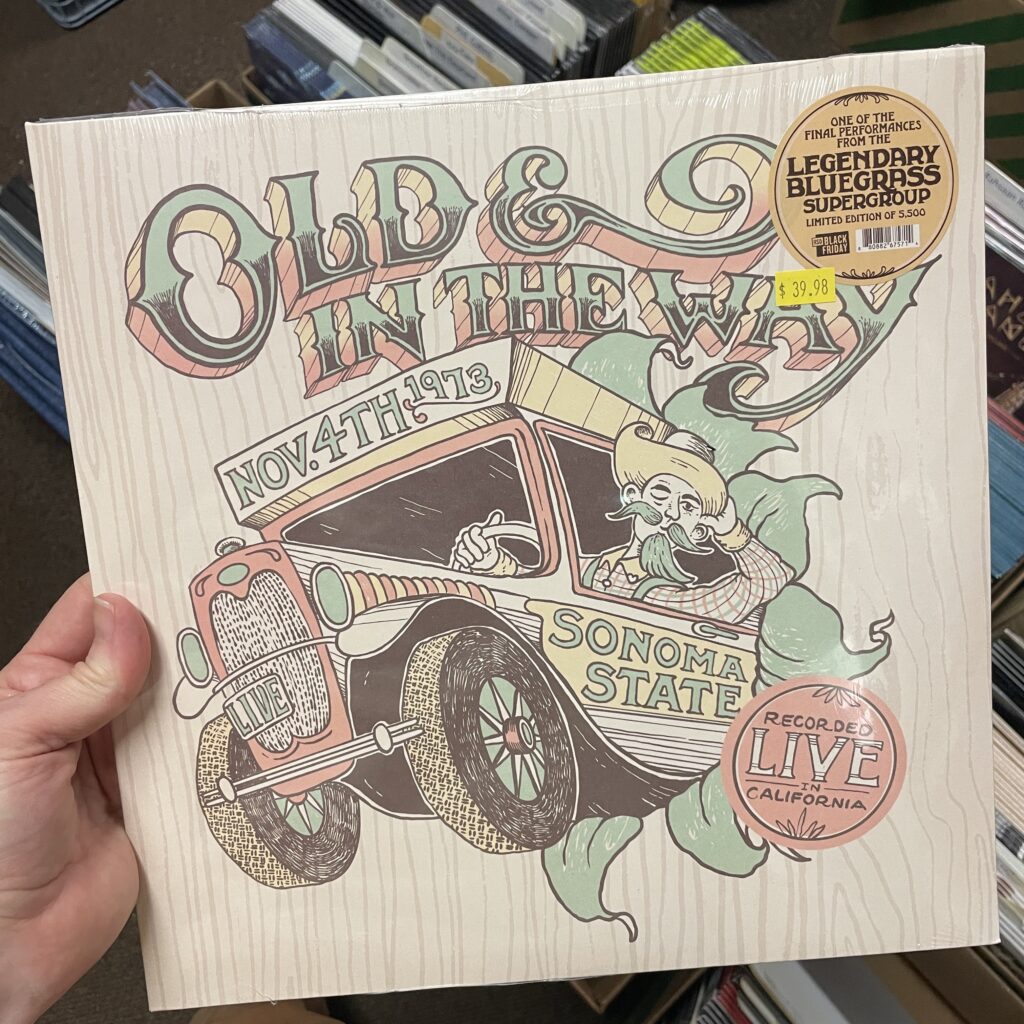 OLD &
IN THE WAY
ONE OF THE
FINAL PERFORMANCES
FROM THE
LEGENDARY
BLUEGRASS
SUPERGROUP
LIMITED EDITION OF 5,500
RSD BLACK
FRIDAY
$ 39.98
NOV. 4TH, 1973
SONOMA
STATE
LIVE
RECORDED
LIVE
IN
CALIFORNIA